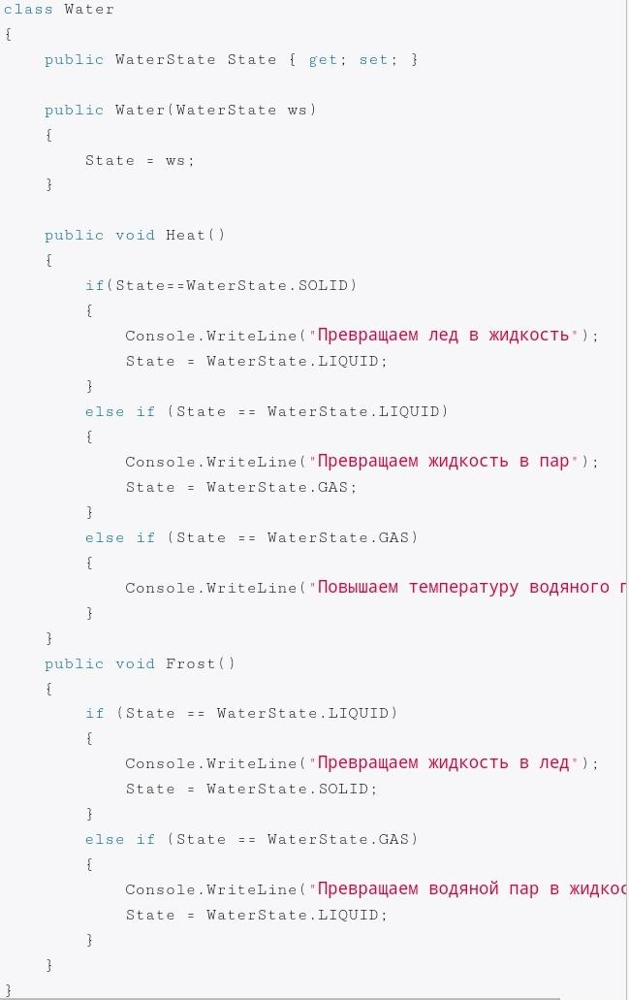 class Water
{
    public WaterState State { get; set; }

    public Water(WaterState ws)
    {
        State = ws;
    }

    public void Heat()
    {
        if(State==WaterState.SOLID)
        {
            Console.WriteLine("Превращаем лед в жидкость");
            State = WaterState.LIQUID;
        }
        else if (State == WaterState.LIQUID)
        {
            Console.WriteLine("Превращаем жидкость в пар");
            State = WaterState.GAS;
        }
        else if (State == WaterState.GAS)
        {
            Console.WriteLine("Повышаем температуру водяного
        }
    }
    public void Frost()
    {
        if (State == WaterState.LIQUID)
        {
            Console.WriteLine("Превращаем жидкость в лед");
            State = WaterState.SOLID;
        }
        else if (State == WaterState.GAS)
        {
            Console.WriteLine("Превращаем водяной пар в
            State = WaterState.LIQUID;
        }
    }
}